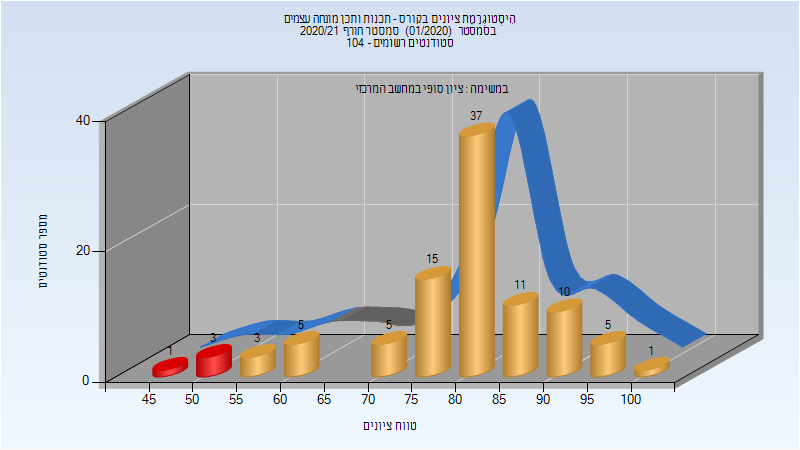 הִיסְטוֹגְרָמַת ציונים בקורס - תכנות ותכן מונחה עצמים
בסמסטר (01/2020) סמסטר חורף 2020/21
סטודנטים רשומים - 104
במשימה : ציון סופי במחשב המרכזי
מספר סטודנטים
40
20
0
1
3
3
5
5
15
37
11
10
5
1
45 50 55 60 65 70 75 80 85 90 95 100
טווח ציונים